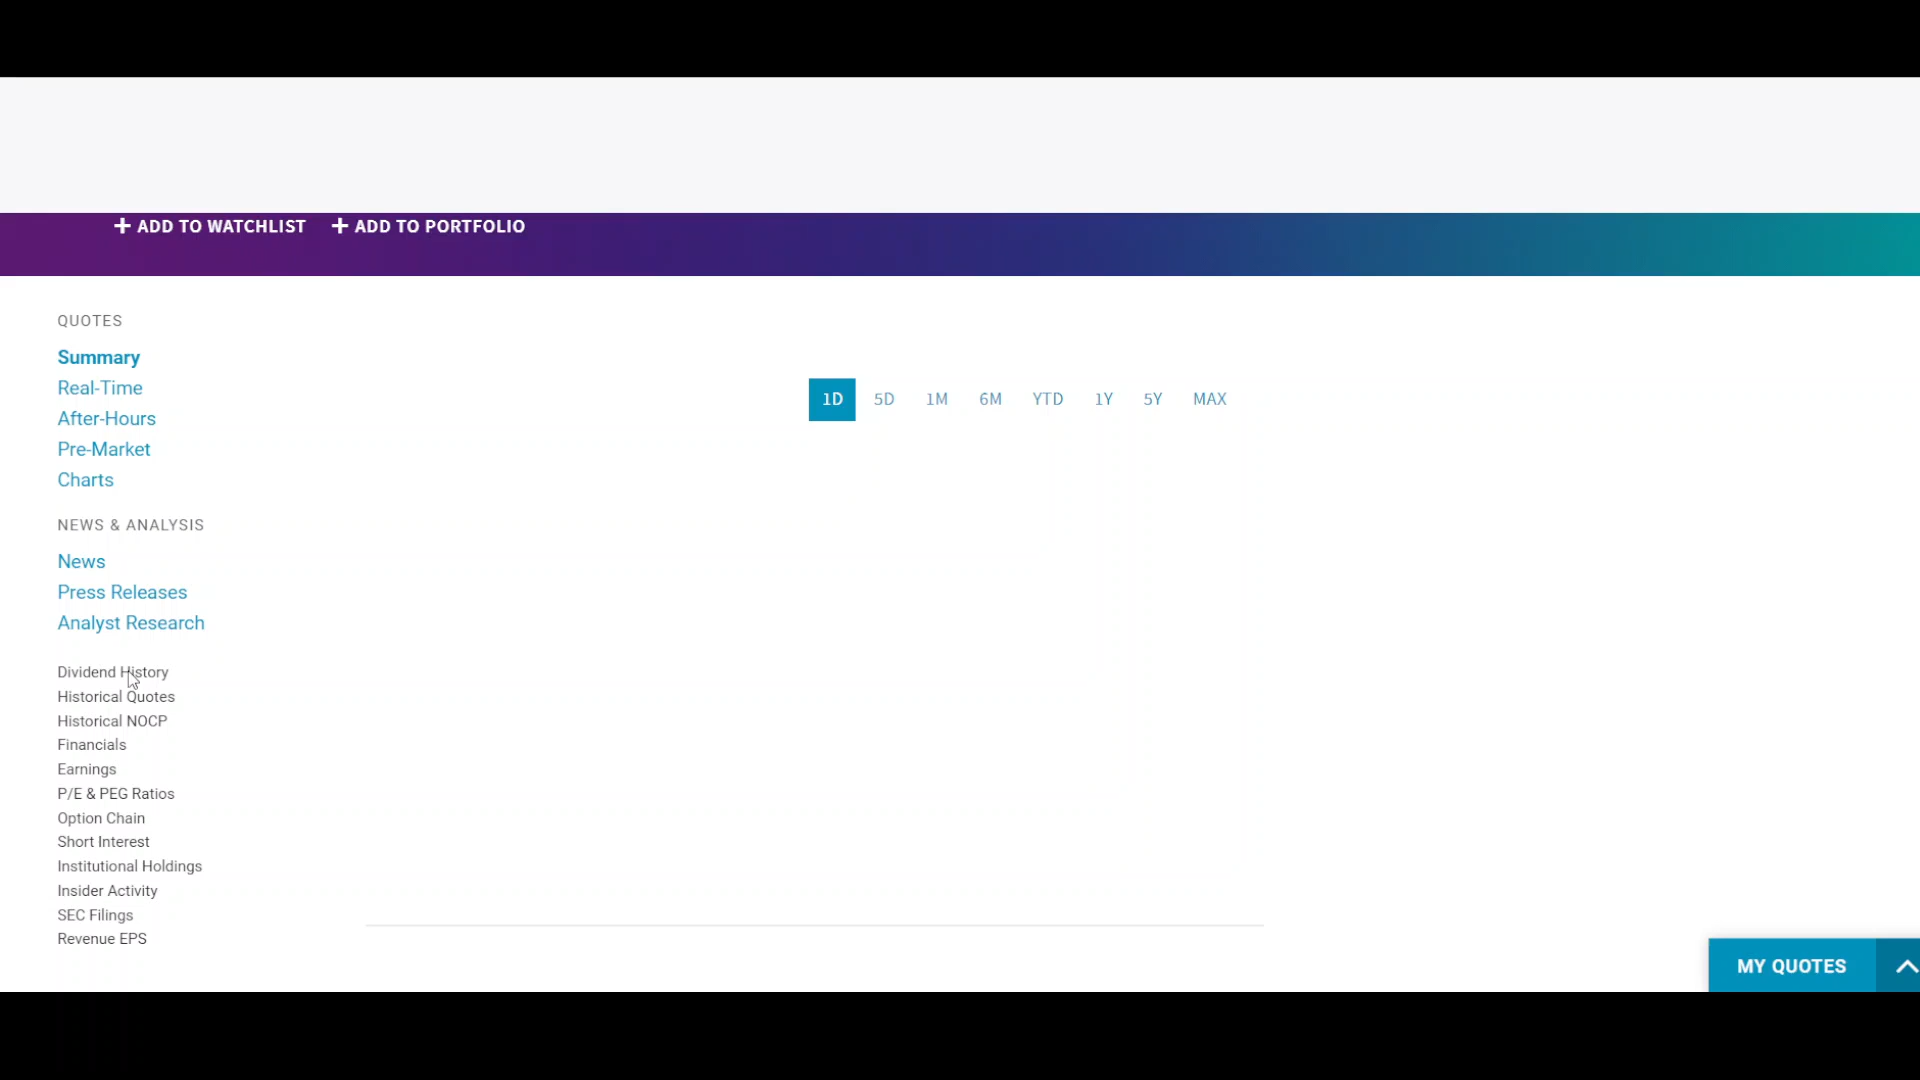 ADD TO WATCHLIST ADD TO PORTFOLIO
QUOTES
Summary
Real-Time
After-Hours
Pre-Market
Charts
1D 5D 1M 6M YTD 1Y 5Y MAX
NEWS & ANALYSIS
News
Press Releases
Analyst Research
Dividend History
Historical Quotes
Historical NOCP
Financials
Earnings
P/E & PEG Ratios
Option Chain
Short Interest
Institutional Holdings
Insider Activity
SEC Filings
Revenue EPS
MY QUOTES